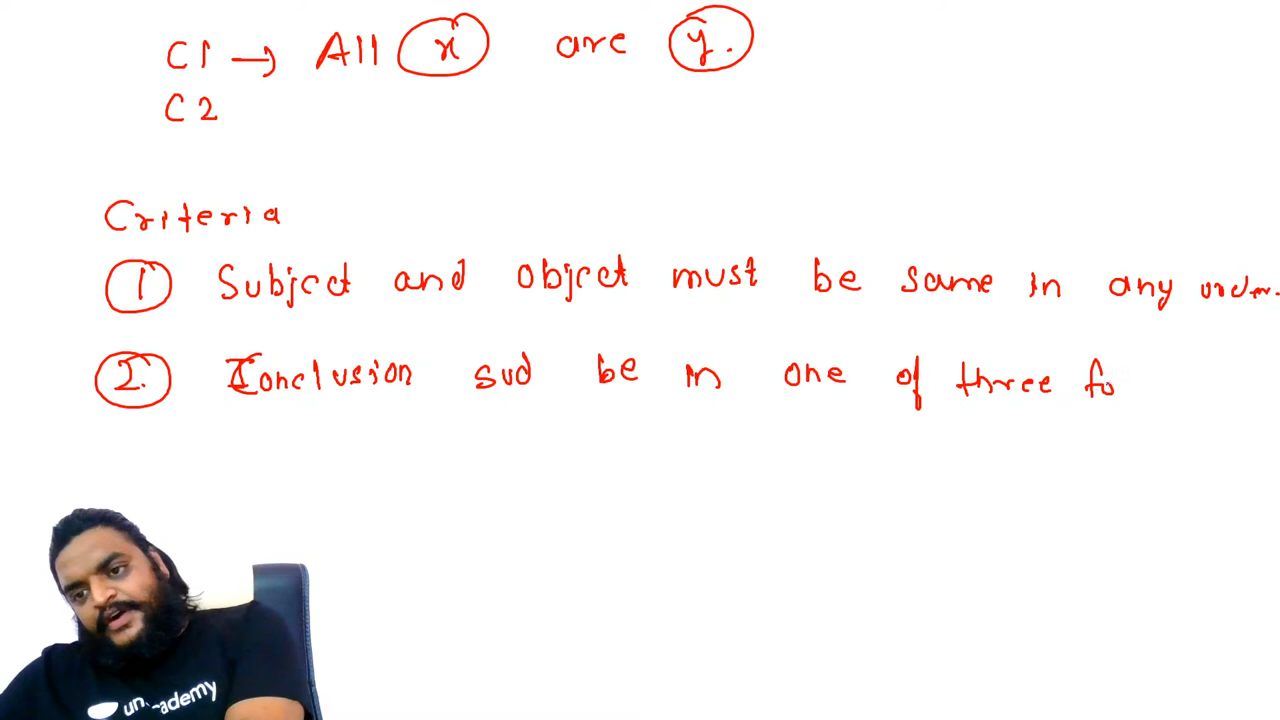 C1 → All x are y.
C2
Criteria
1 Subject and object must be same in any order.
2. Conclusion sud be in one of three fo
unacademy